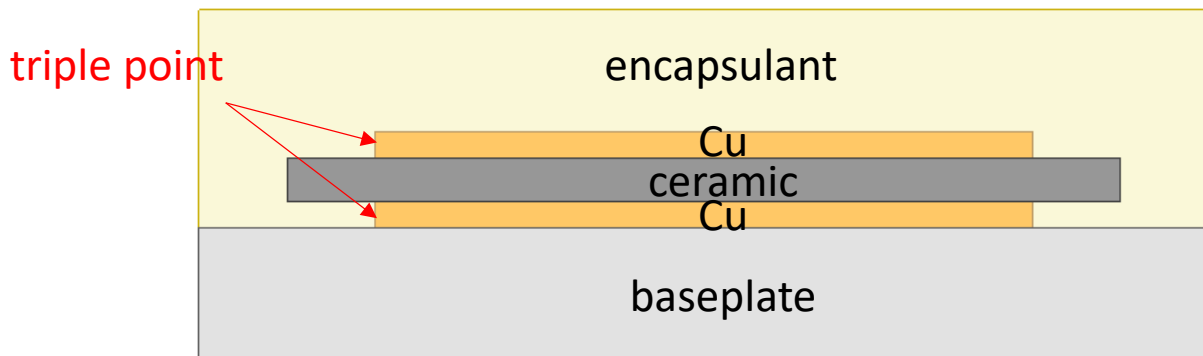 triple point
encapsulant
Cu
ceramic
Cu
baseplate